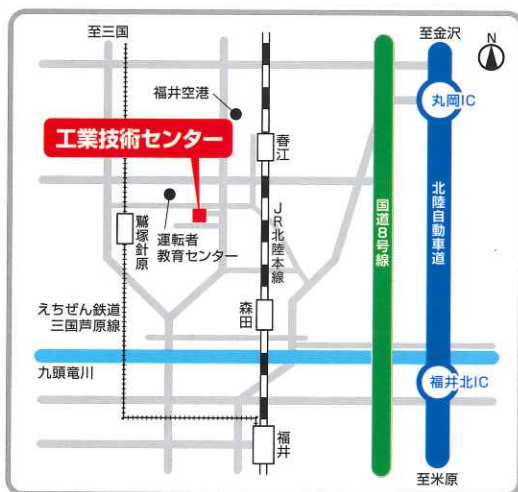 至三国
至金沢
N
福井空港
丸岡IC
工業技術センター
春江
運転者
教育センター
鷲塚針原
JR北陸本線
国道8号線
北陸自動車道
えちぜん鉄道
三国芦原線
森田
九頭竜川
福井北IC
福井
至米原